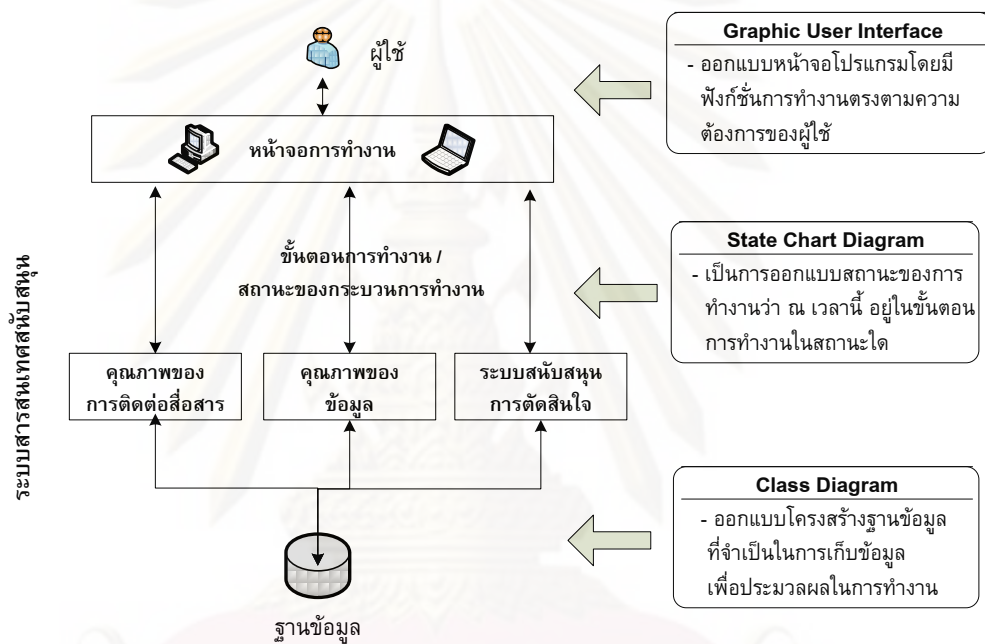 ผู้ใช้
หน้าจอการทำงาน
ขั้นตอนการทำงาน /
สถานะของกระบวนการทำงาน
คุณภาพของ
การติดต่อสื่อสาร
คุณภาพของ
ข้อมูล
ระบบสนับสนุน
การตัดสินใจ
ฐานข้อมูล
ระบบสารสนเทศสนับสนุน
Graphic User Interface
- ออกแบบหน้าจอโปรแกรมโดยมี
ฟังก์ชั่นการทำงานตรงตามความ
ต้องการของผู้ใช้
State Chart Diagram
- เป็นการออกแบบสถานะของการ
ทำงานว่า ณ เวลานี้ อยู่ในขั้นตอน
การทำงานในสถานะใด
Class Diagram
- ออกแบบโครงสร้างฐานข้อมูล
ที่จำเป็นในการเก็บข้อมูล
เพื่อประมวลผลในการทำงาน